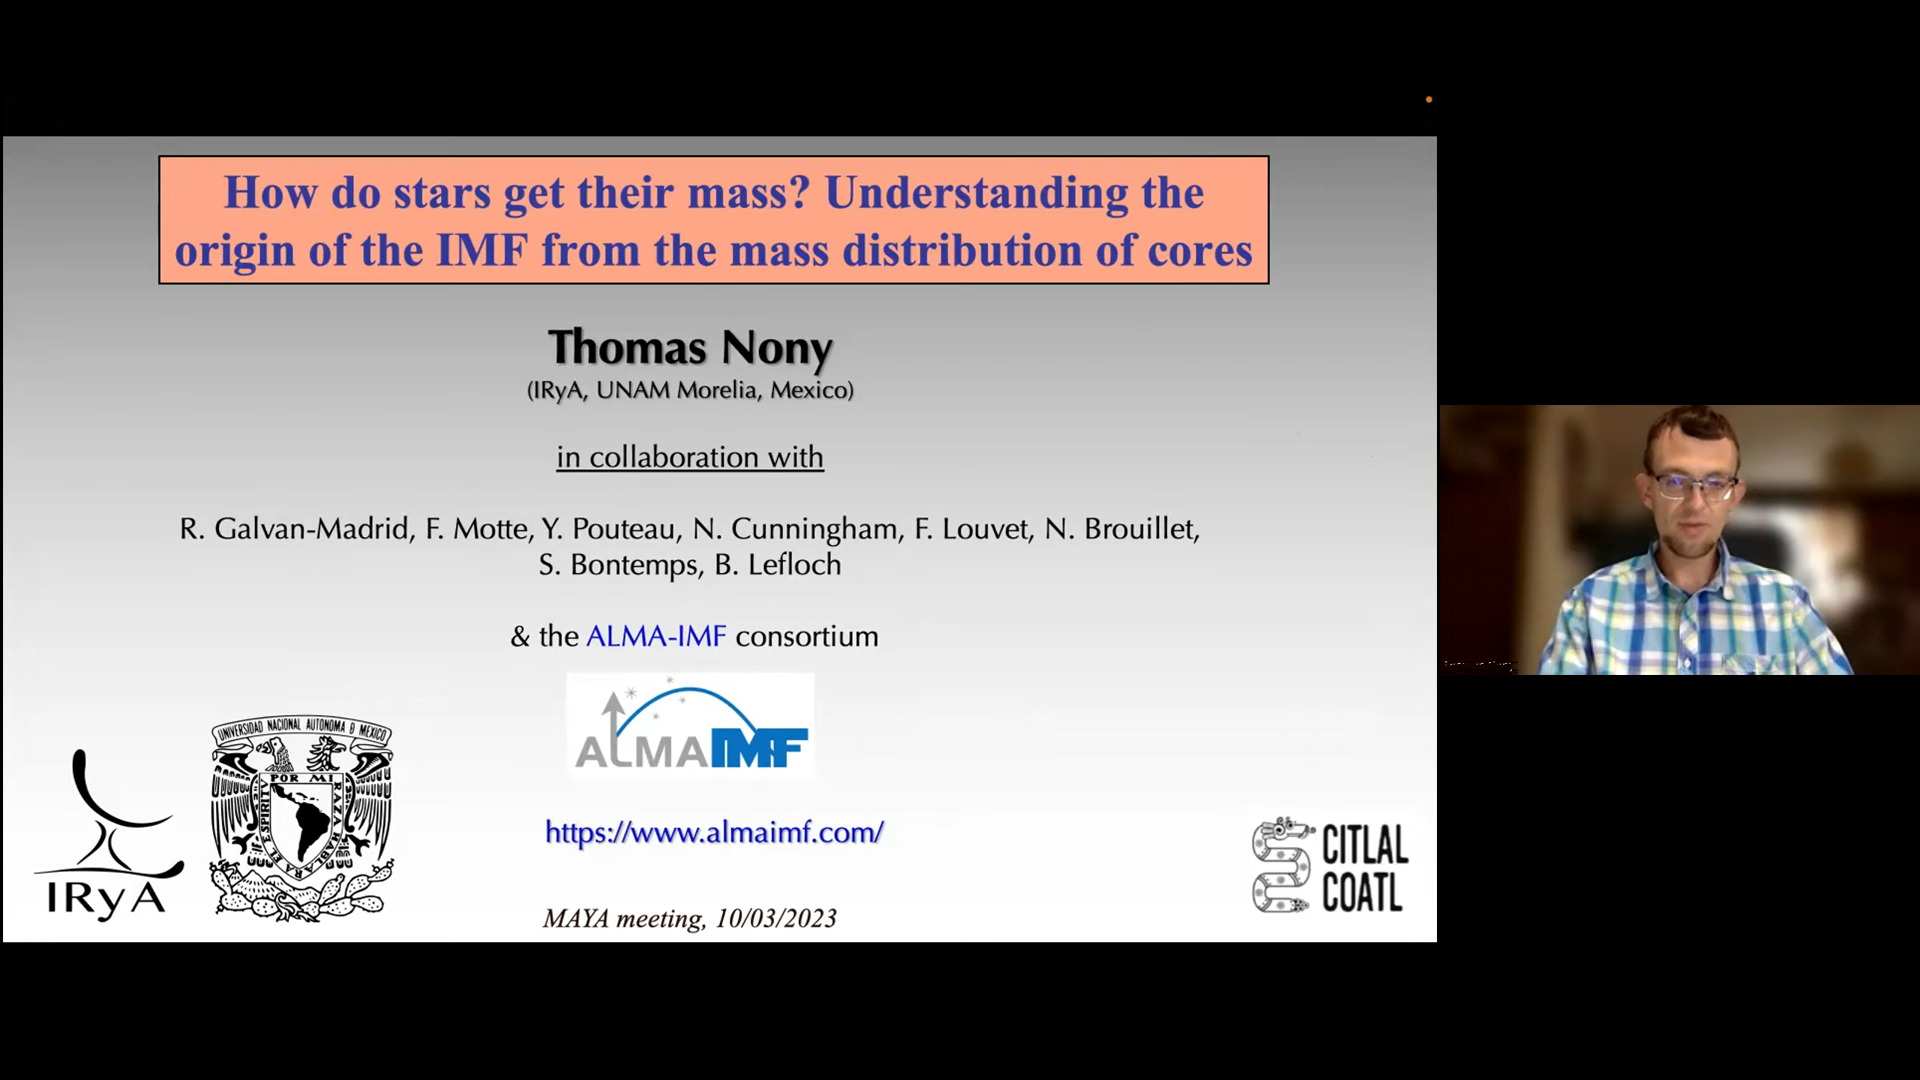 How do stars get their mass? Understanding the
origin of the IMF from the mass distribution of cores
Thomas Nony
(IRyA, UNAM Morelia, Mexico)
in collaboration with
R. Galvan-Madrid, F. Motte, Y. Pouteau, N. Cunningham, F. Louvet, N. Brouillet,
S. Bontemps, B. Lefloch
& the ALMA-IMF consortium
ALMAIMF
UNIVERSIDAD NACIONAL AUTONOMA D MEXICO
POR MI
RAZA HABLARA EL ESPIRITU
IRyA
https://www.almaimf.com/
CITLAL
COATL
MAYA meeting, 10/03/2023